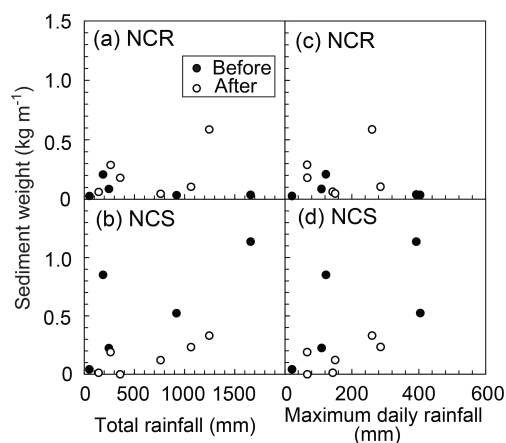 1.5
(a) NCR
(c) NCR
Before
After
1.0
0.5
0
(b) NCS
(d) NCS
1.0
0.5
0
Sediment weight (kg m-1)
0 500 1000 1500
0 200 400 600
Total rainfall (mm)
Maximum daily rainfall
(mm)